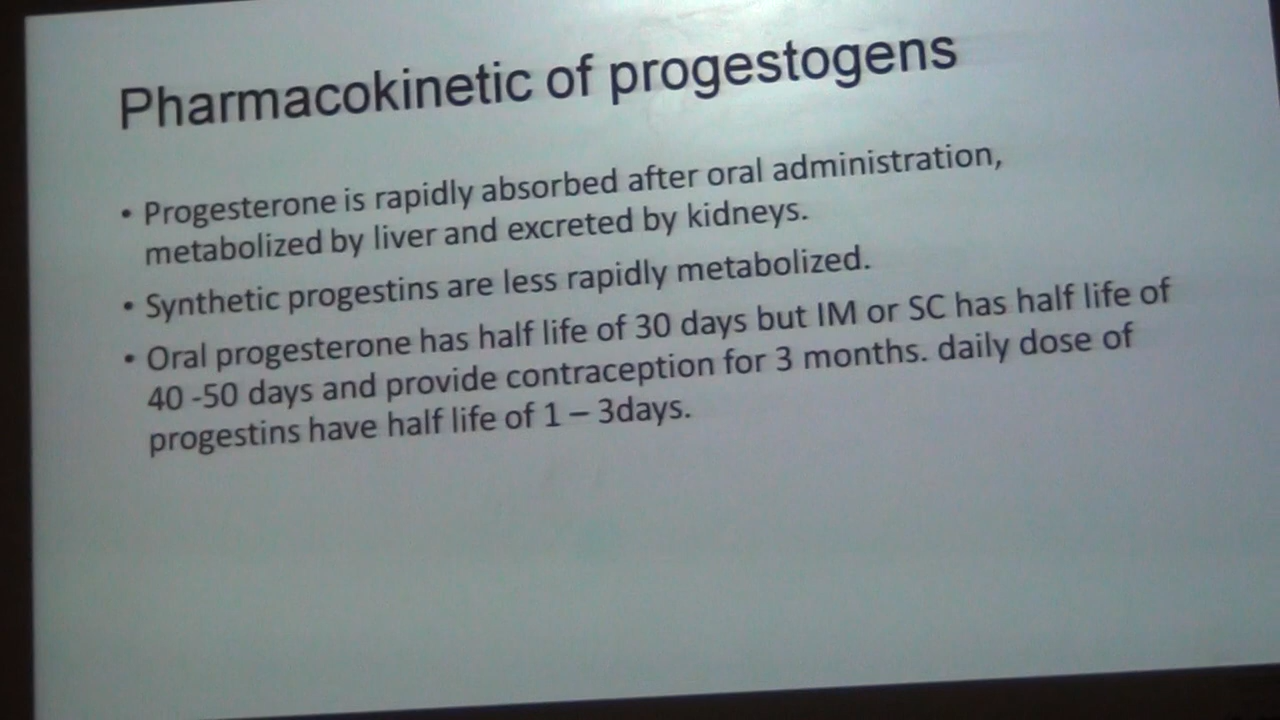 Pharmacokinetic of progestogens
• Progesterone is rapidly absorbed after oral administration,
metabolized by liver and excreted by kidneys.
• Synthetic progestins are less rapidly metabolized.
• Oral progesterone has half life of 30 days but IM or SC has half life of
40 -50 days and provide contraception for 3 months. daily dose of
progestins have half life of 1 – 3days.